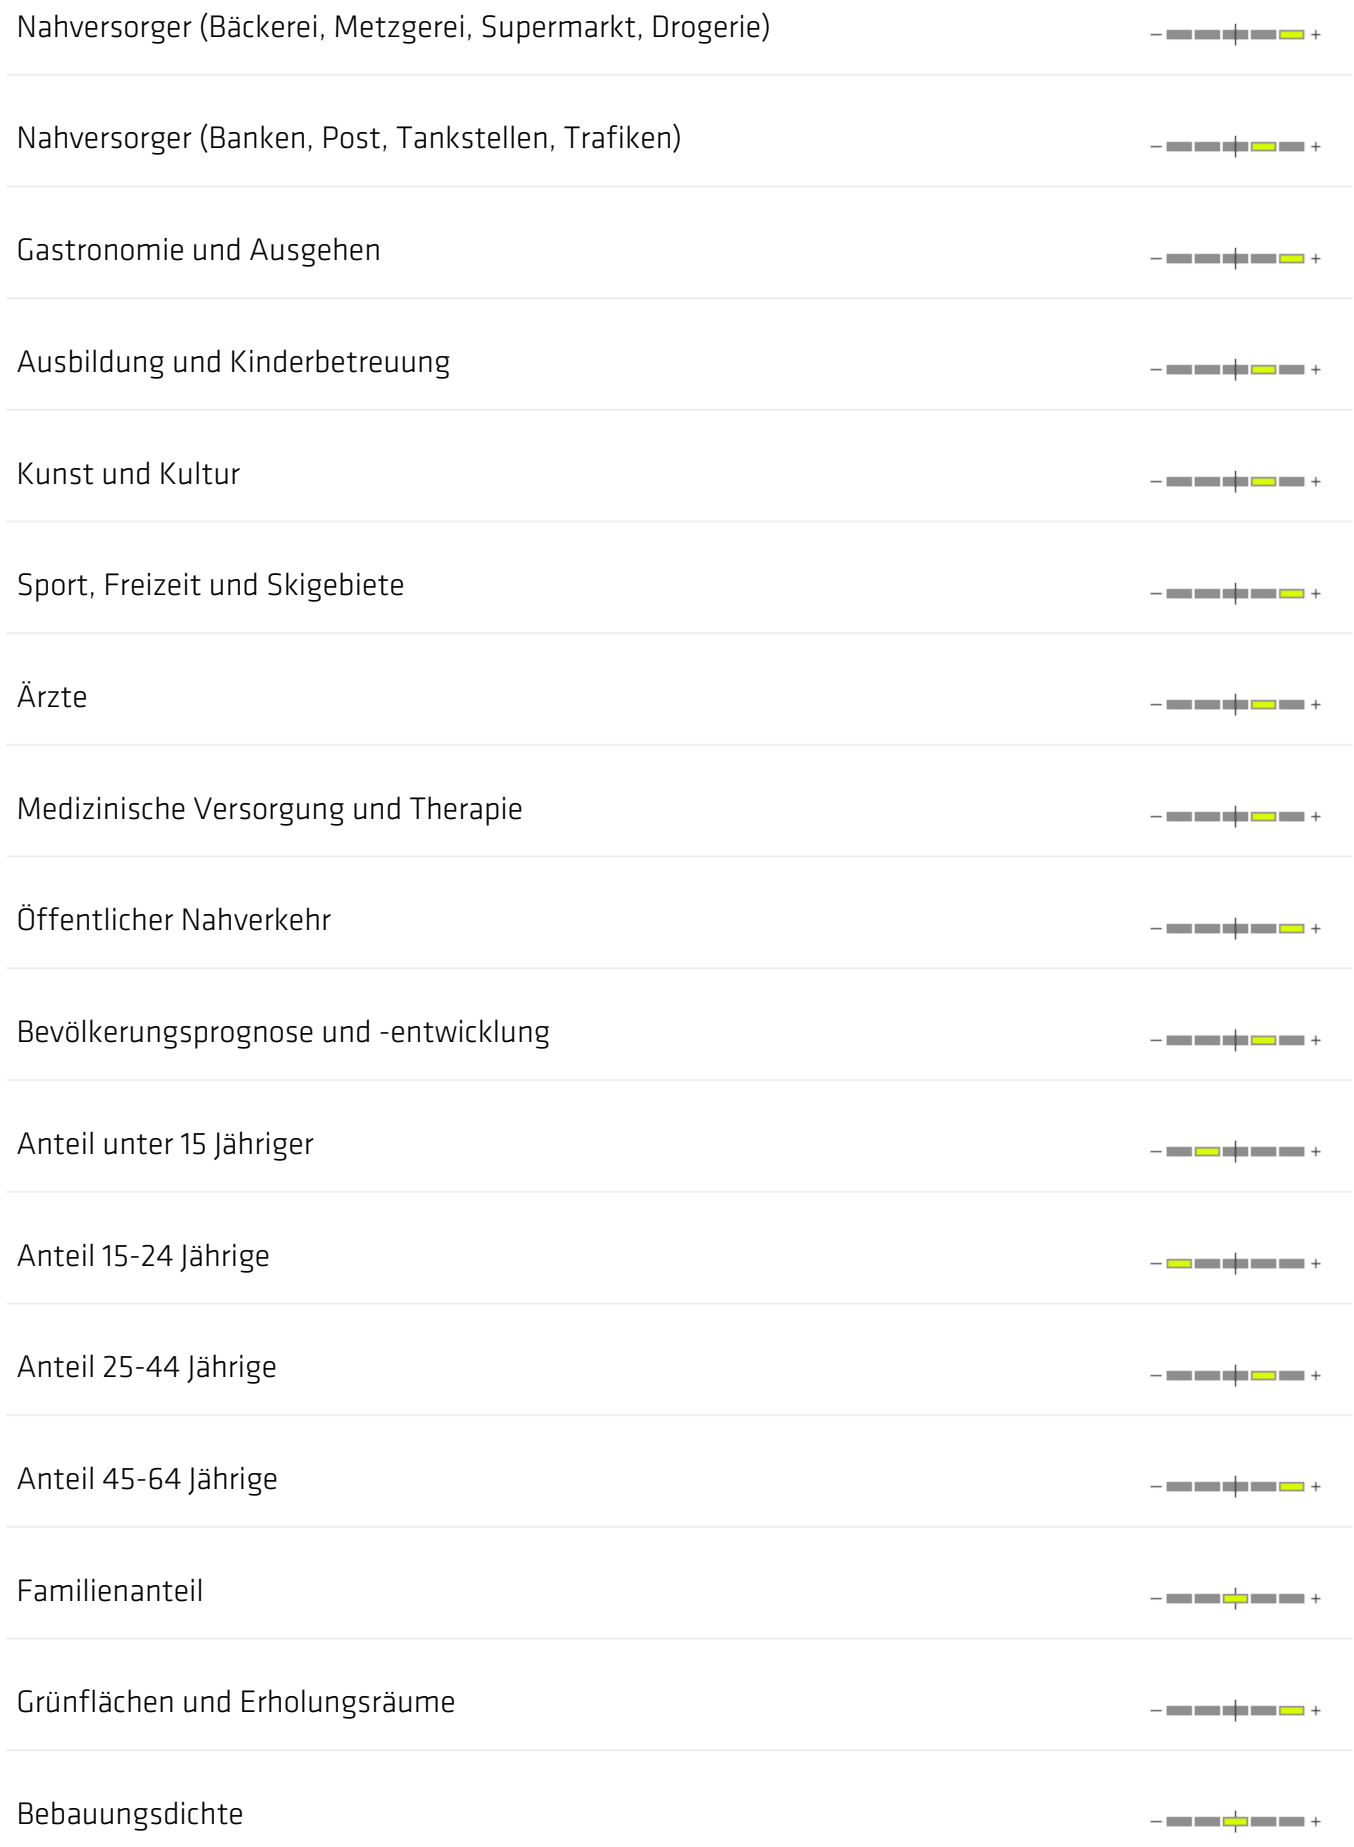 Nahversorger (Bäckerei, Metzgerei, Supermarkt, Drogerie) – +
Nahversorger (Banken, Post, Tankstellen, Trafiken) – +
Gastronomie und Ausgehen – +
Ausbildung und Kinderbetreuung – +
Kunst und Kultur – +
Sport, Freizeit und Skigebiete – +
Ärzte – +
Medizinische Versorgung und Therapie – +
Öffentlicher Nahverkehr – +
Bevölkerungsprognose und -entwicklung – +
Anteil unter 15 Jähriger – +
Anteil 15-24 Jährige – +
Anteil 25-44 Jährige – +
Anteil 45-64 Jährige – +
Familienanteil – +
Grünflächen und Erholungsräume – +
Bebauungsdichte – +